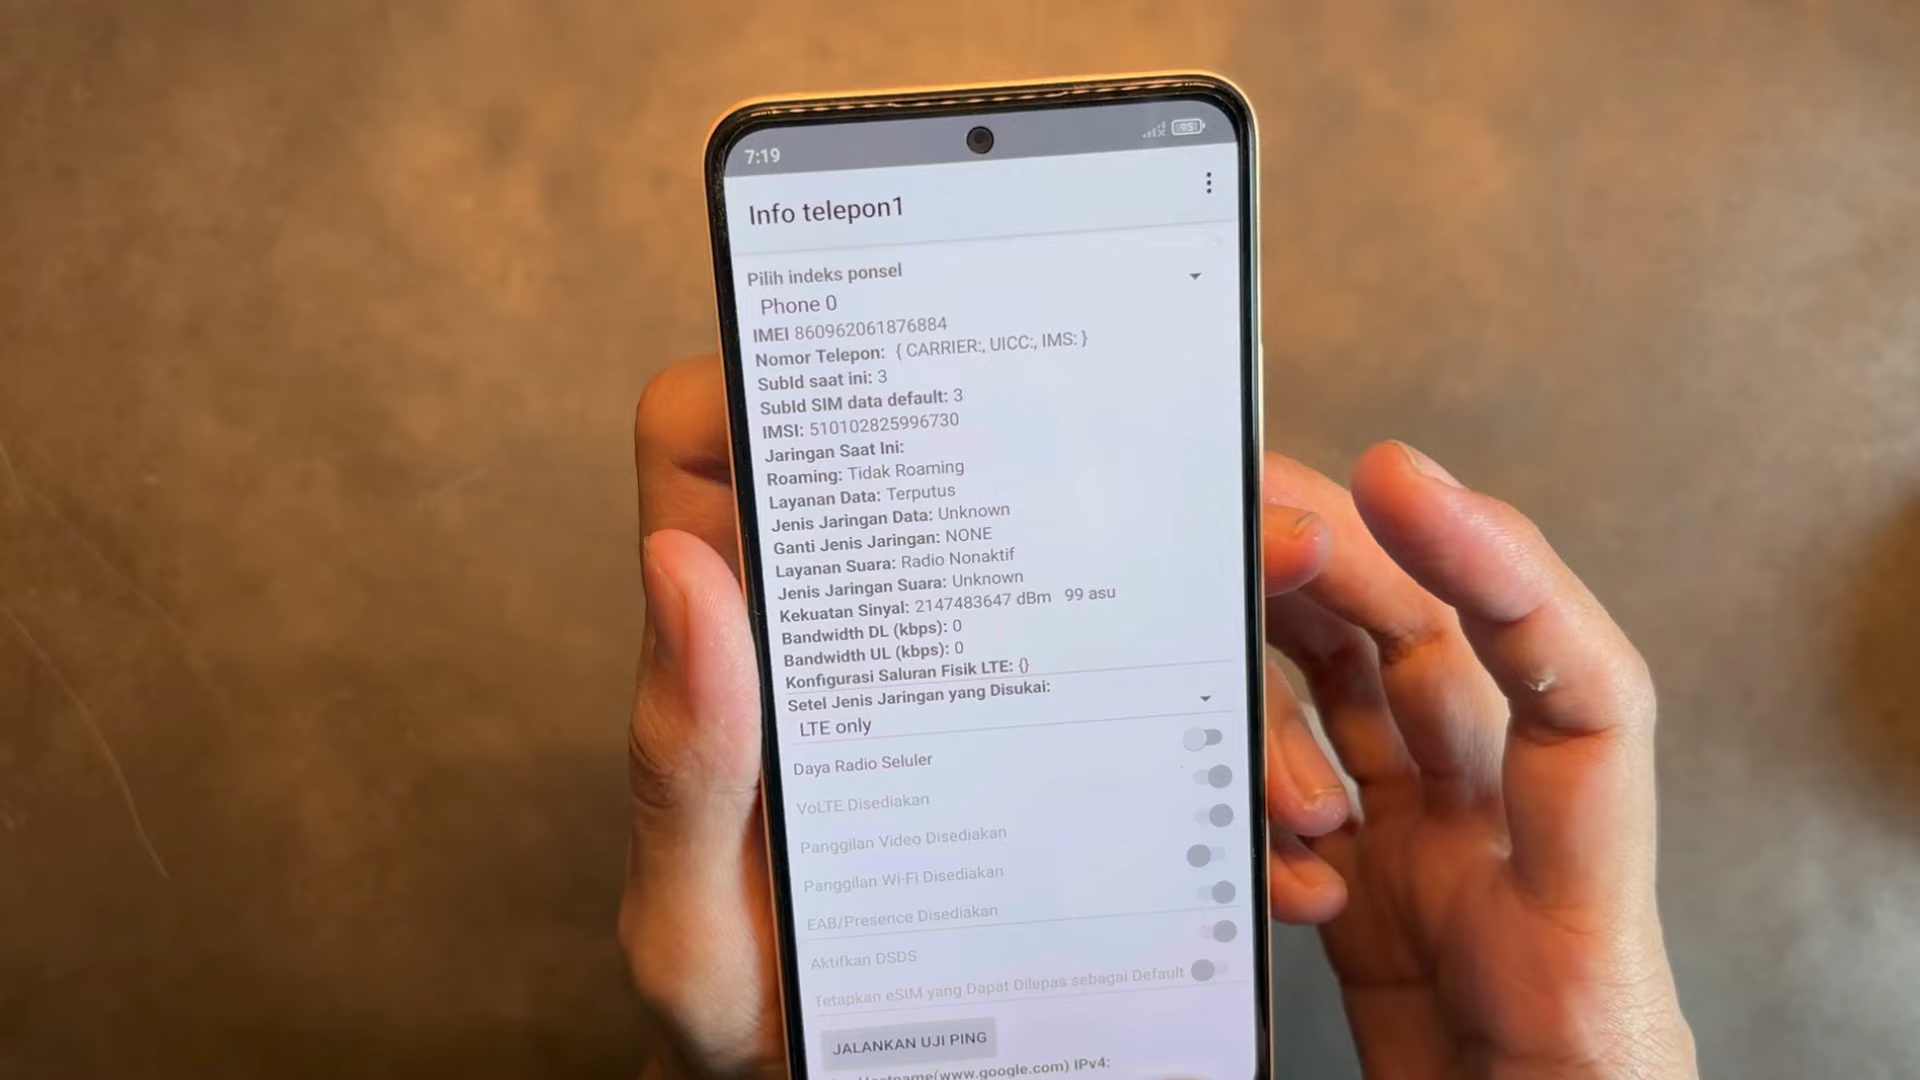 7:19
95
Info telepon1
Pilih indeks ponsel
Phone 0
IMEI 860962061876884
Nomor Telepon: { CARRIER:, UICC:, IMS: }
SubId saat ini: 3
SubId SIM data default: 3
IMSI: 510102825996730
Jaringan Saat Ini:
Roaming: Tidak Roaming
Layanan Data: Terputus
Jenis Jaringan Data: Unknown
Ganti Jenis Jaringan: NONE
Layanan Suara: Radio Nonaktif
Jenis Jaringan Suara: Unknown
Kekuatan Sinyal: 2147483647 dBm 99 asu
Bandwidth DL (kbps): 0
Bandwidth UL (kbps): 0
Konfigurasi Saluran Fisik LTE: {}
Setel Jenis Jaringan yang Disukai:
LTE only
Daya Radio Seluler
VoLTE Disediakan
Panggilan Video Disediakan
Panggilan Wi-Fi Disediakan
EAB/Presence Disediakan
Aktifkan DSDS
Tetapkan eSIM yang Dapat Dilepas sebagai Default
JALANKAN UJI PING
Hostname(www.google.com) IPv4: